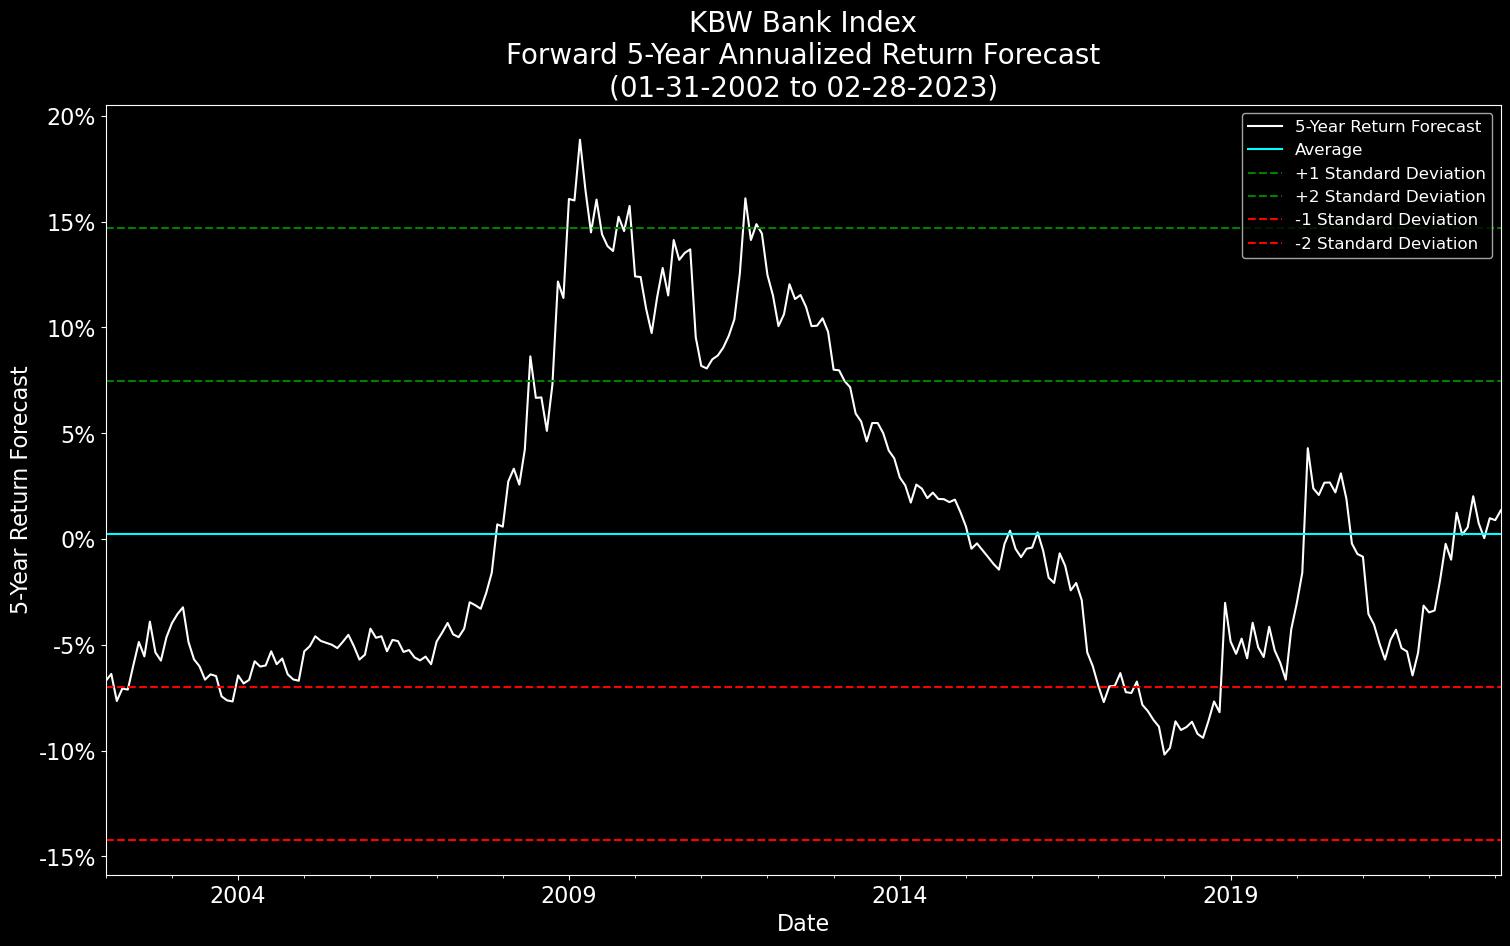 KBW Bank Index
Forward 5-Year Annualized Return Forecast
(01-31-2002 to 02-28-2023)
20%
15%
10%
5%
0%
-5%
-10%
-15%
5-Year Return Forecast
5-Year Return Forecast
Average
+1 Standard Deviation
+2 Standard Deviation
-1 Standard Deviation
-2 Standard Deviation
2004
2009
2014
2019
Date